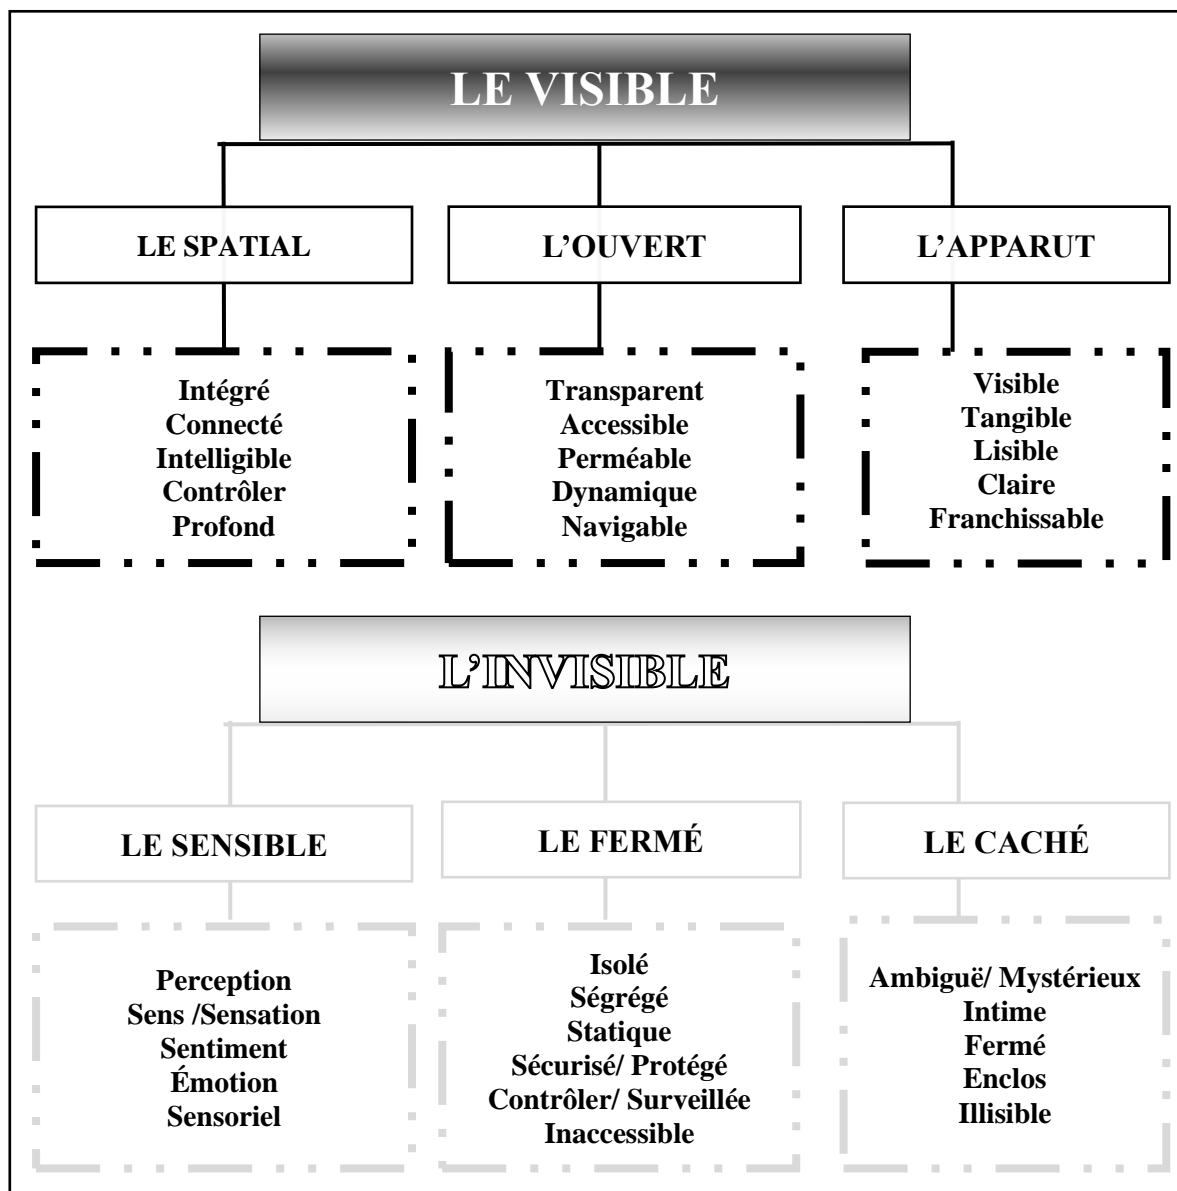 LE VISIBLE
LE SPATIAL
L’OUVERT
L’APPARUT
Intégré
Connecté
Intelligible
Contrôler
Profond
Transparent
Accessible
Perméable
Dynamique
Navigable
Visible
Tangible
Lisible
Claire
Franchissable
L’INVISIBLE
LE SENSIBLE
LE FERMÉ
LE CACHÉ
Perception
Sens /Sensation
Sentiment
Émotion
Sensoriel
Isolé
Ségrégé
Statique
Sécurisé/ Protégé
Contrôler/ Surveillée
Inaccessible
Ambiguë/ Mystérieux
Intime
Fermé
Enclos
Illisible